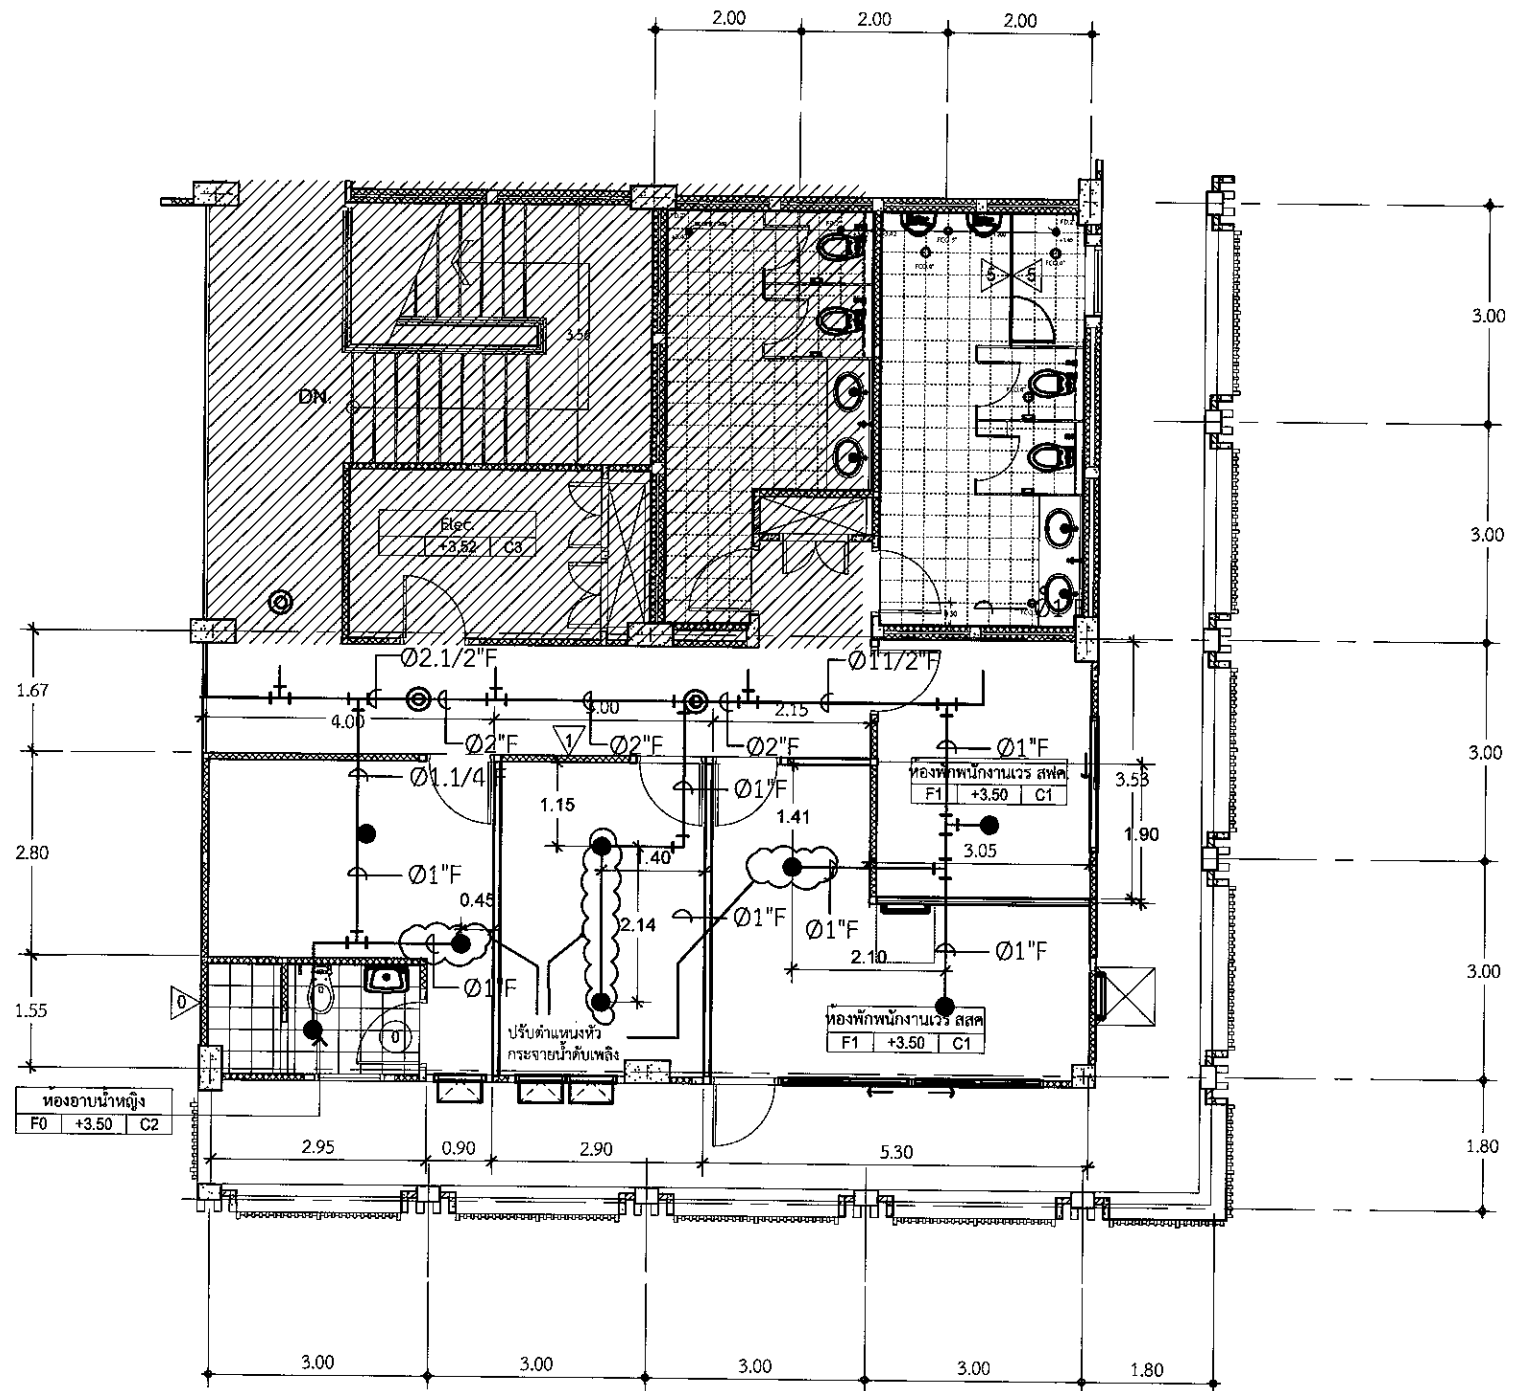 2.00
2.00
2.00
3.56
DN.
Elec.
+3.52 C3
3.00
3.00
3.00
3.00
1.80
Ø2.1/2"F
Ø11/2"F
1.67
4.00
3.00
2.15
1
Ø2"F
Ø2"F
Ø2"F
Ø1"F
Ø1.1/4
Ø1"F
ห้องพักพนักงานเวร สฟค
F1 +3.50 C1
3.53
1.15
1.41
1.90
2.80
1.40
3.05
Ø1"F
0.45
2.14
Ø1"F
Ø1"F
Ø1"F
2.10
Ø1"F
0
0
0
1.55
ปรับตำแหน่งหัว
กระจายน้ำดับเพลิง
ห้องพักพนักงานเวร สสค
F1 +3.50 C1
ห้องอาบน้ำหญิง
F0 +3.50 C2
2.95
0.90
2.90
5.30
3.00
3.00
3.00
3.00
1.80